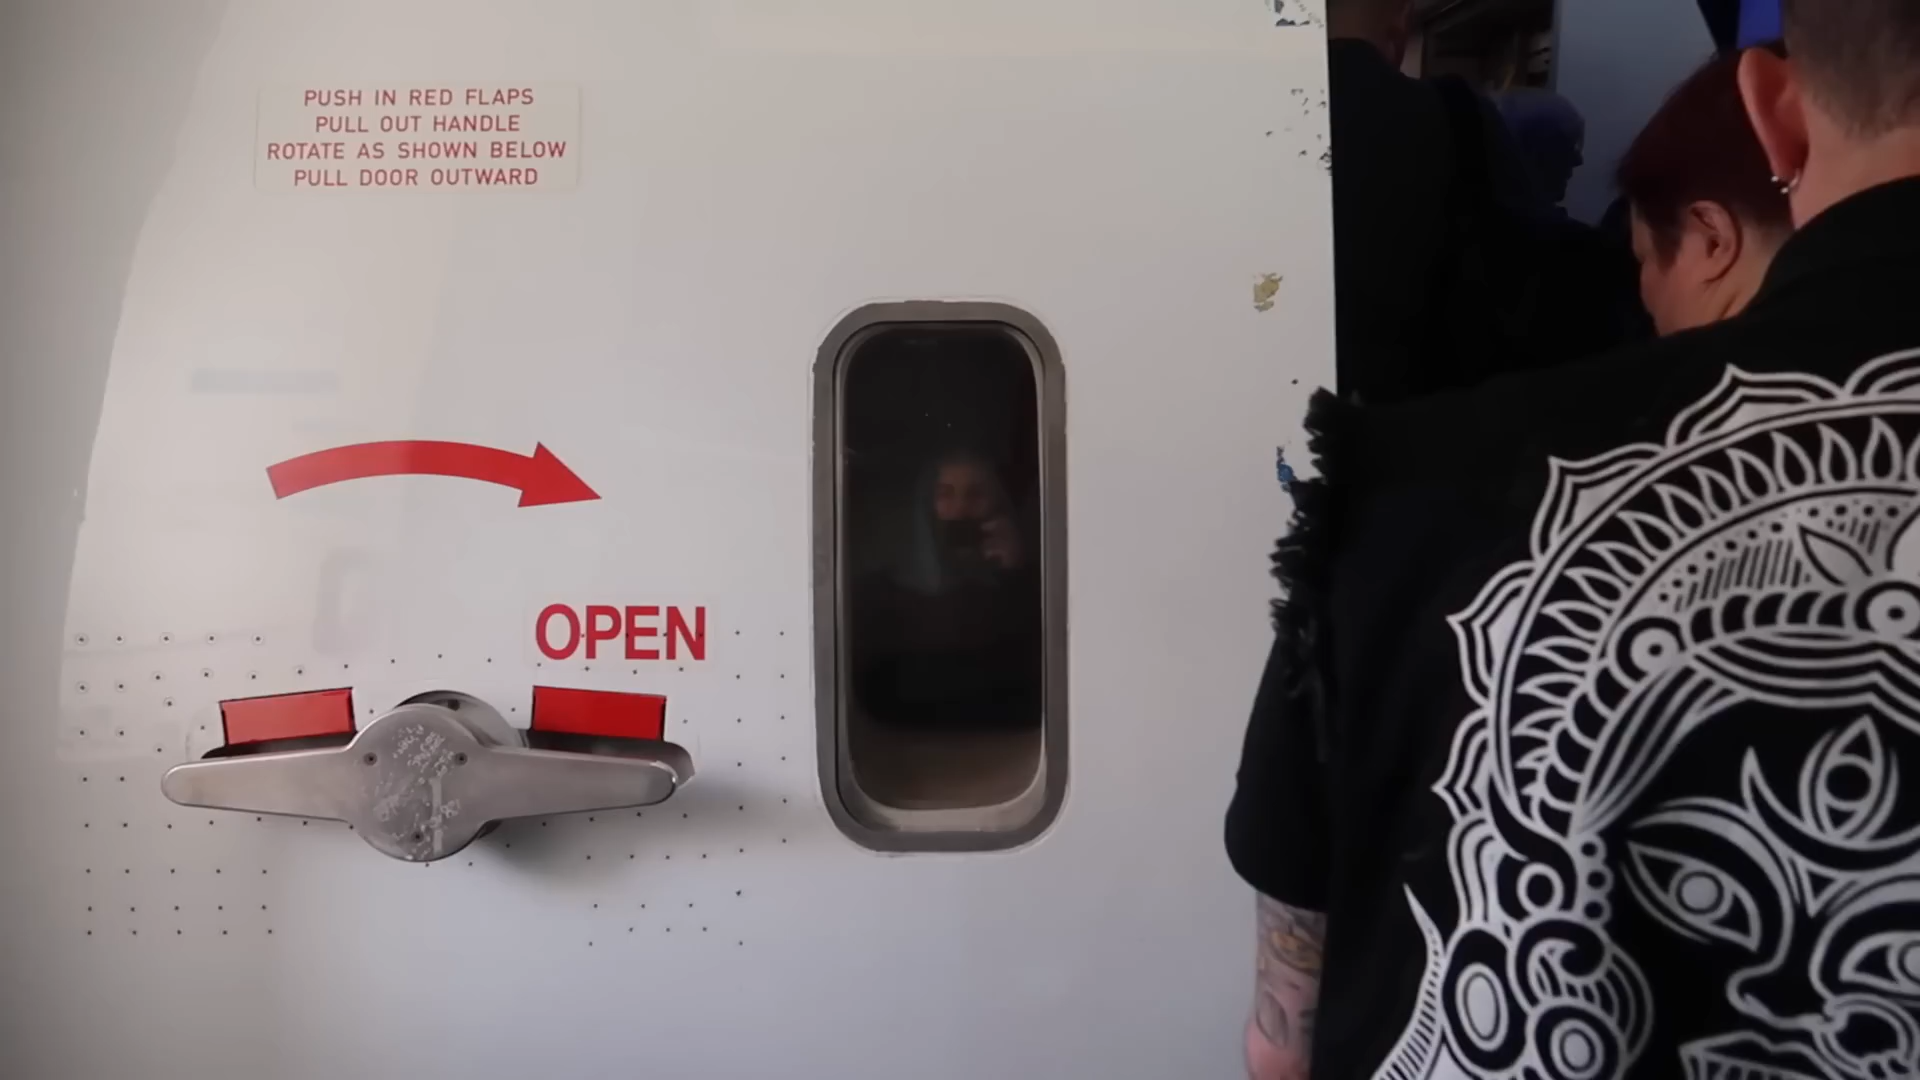 PUSH IN RED FLAPS
PULL OUT HANDLE
ROTATE AS SHOWN BELOW
PULL DOOR OUTWARD
OPEN